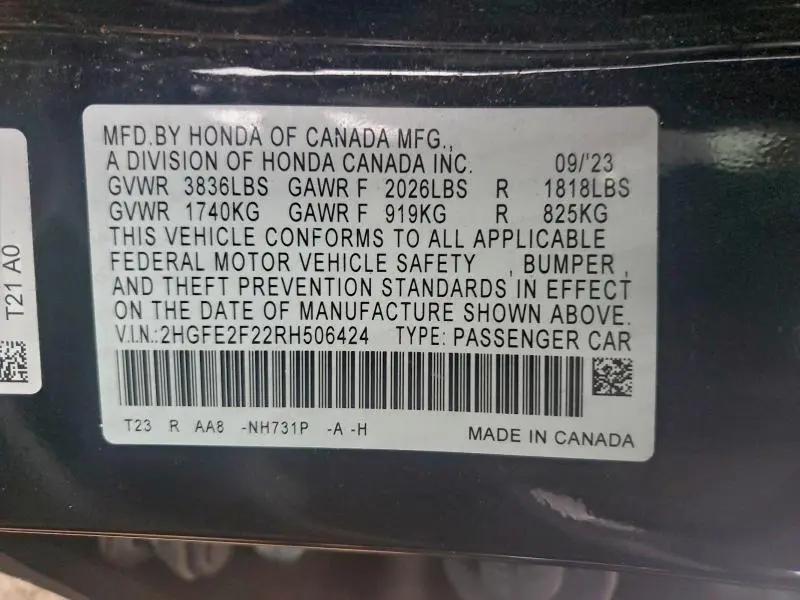 MFD.BY HONDA OF CANADA MFG.,
A DIVISION OF HONDA CANADA INC. 09/'23
GVWR 3836LBS GAWR F 2026LBS R 1818LBS
GVWR 1740KG GAWR F 919KG R 825KG
THIS VEHICLE CONFORMS TO ALL APPLICABLE
FEDERAL MOTOR VEHICLE SAFETY , BUMPER ,
AND THEFT PREVENTION STANDARDS IN EFFECT
ON THE DATE OF MANUFACTURE SHOWN ABOVE.
V.I.N.:2HGFE2F22RH506424 TYPE: PASSENGER CAR
T23 R AA8 -NH731P -A -H
MADE IN CANADA
T21 A0